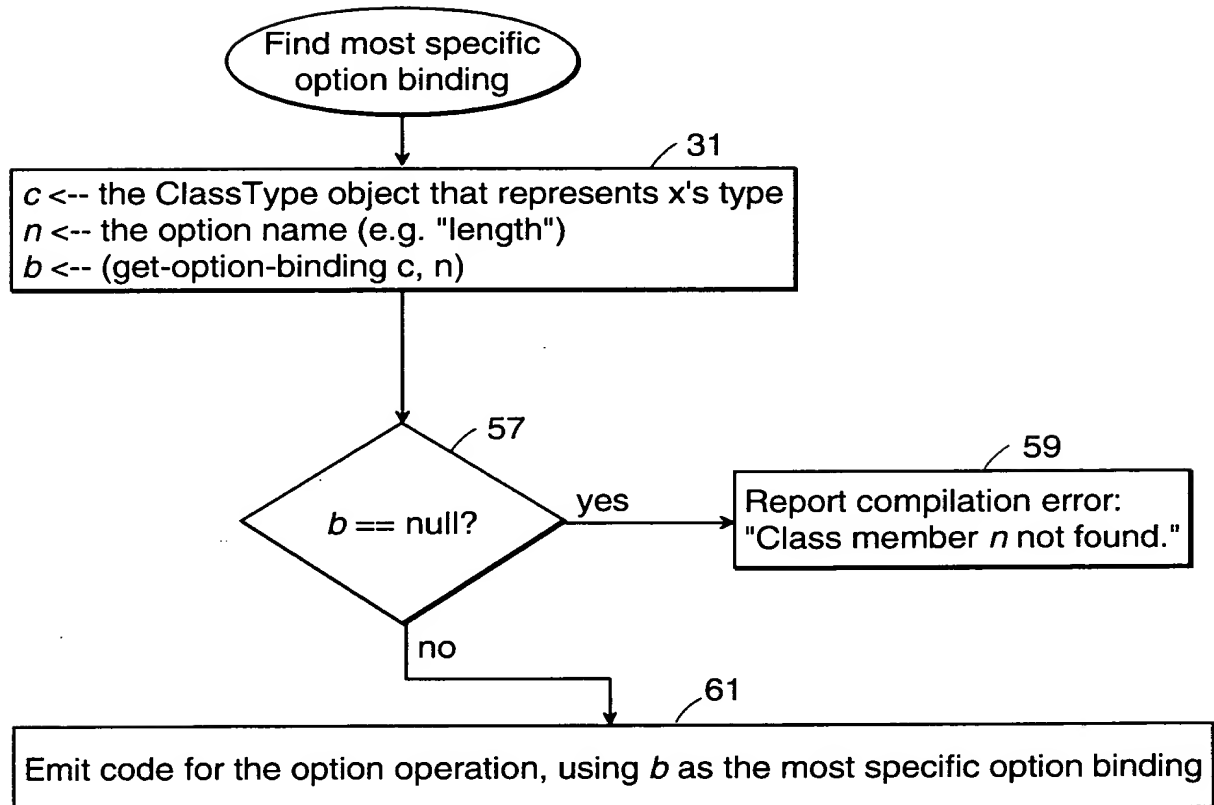 Find most specific
option binding
31
c <-- the ClassType object that represents x's type
n <-- the option name (e.g. "length")
b <-- (get-option-binding c, n)
57
b == null?
yes
59
Report compilation error:
"Class member n not found."
no
61
Emit code for the option operation, using b as the most specific option binding